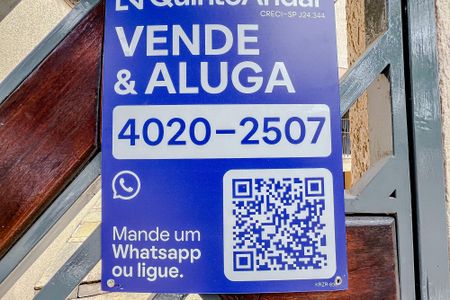 QuintoAndar
CRECI-SP J24.344
VENDE
& ALUGA
4020-2507
Mande um
Whatsapp
ou ligue.